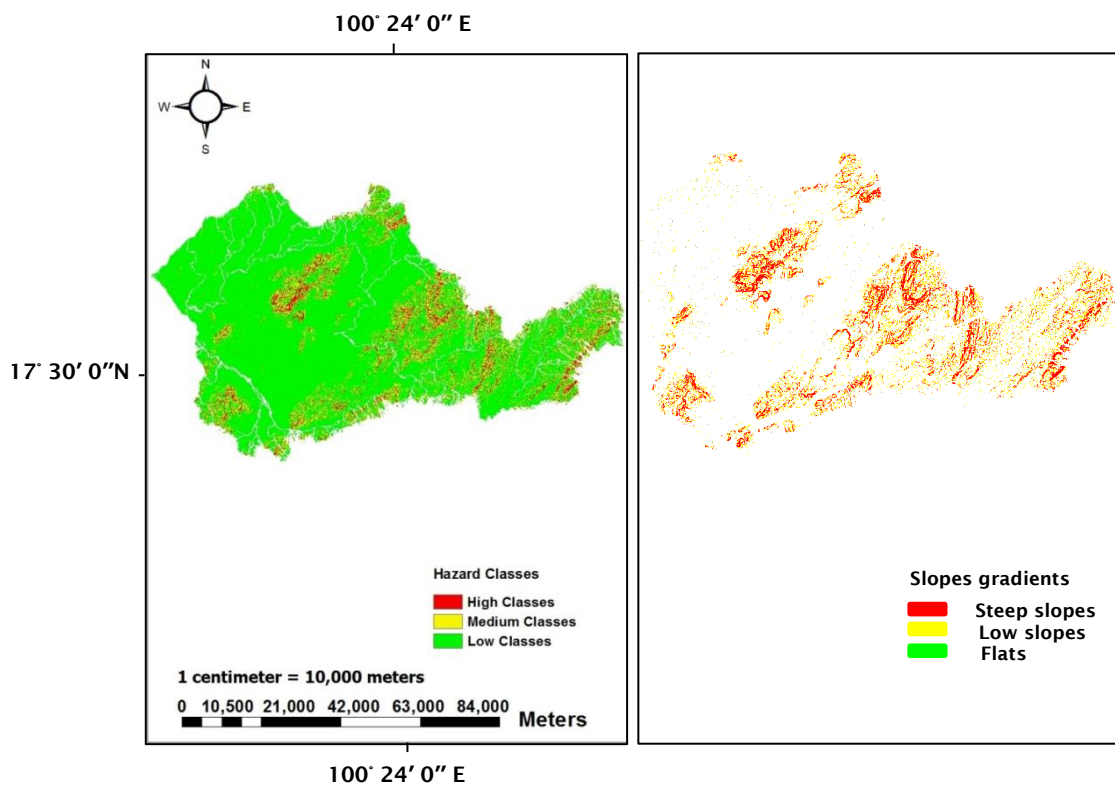 100° 24′ 0″ E
N
W E
S
17° 30′ 0″N
Hazard Classes
High Classes
Medium Classes
Low Classes
1 centimeter = 10,000 meters
0 10,500 21,000 42,000 63,000 84,000
Meters
Slopes gradients
Steep slopes
Low slopes
Flats
100° 24′ 0″ E